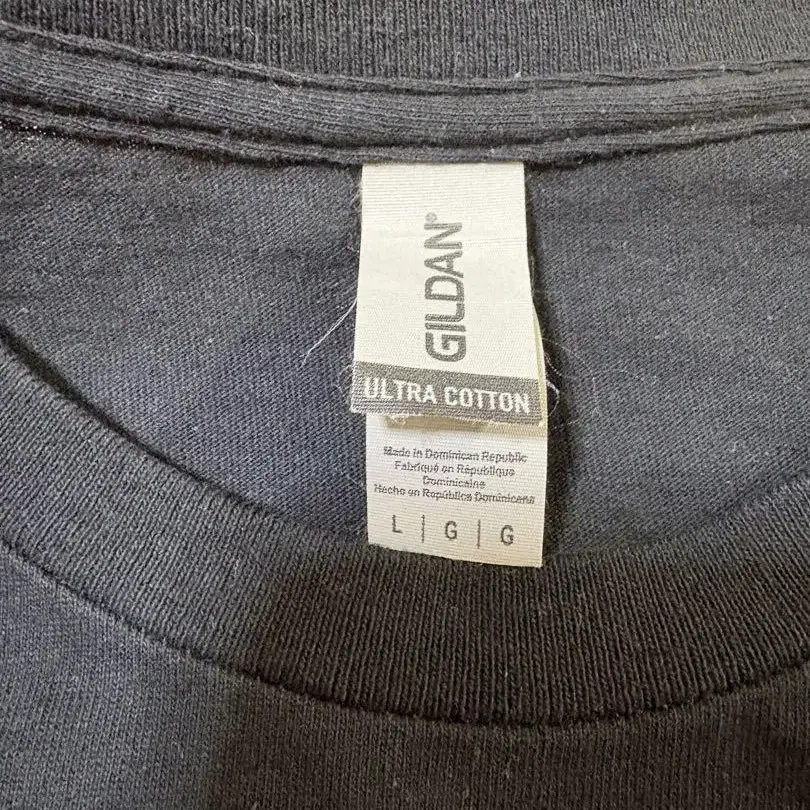 GILDAN®
ULTRA COTTON
Made in Dominican Republic
Fabriqué en République
Dominicaine
Hecho en República Dominicana
L | G | G